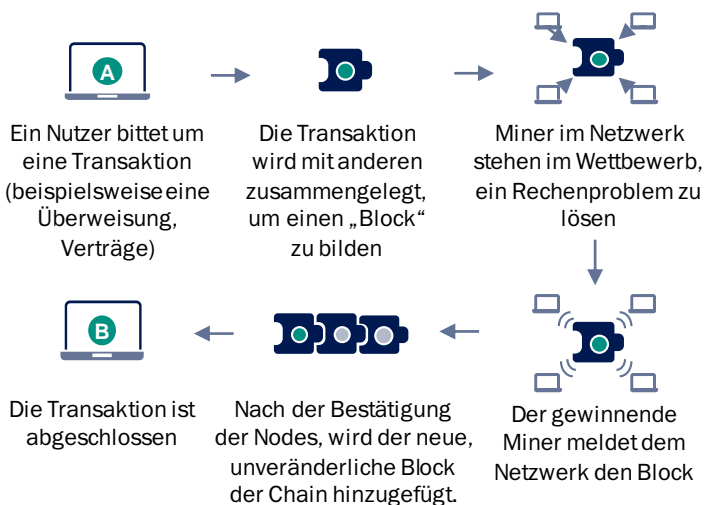 A
Ein Nutzer bittet um
eine Transaktion
(beispielsweise eine
Überweisung,
Verträge)
Die Transaktion
wird mit anderen
zusammengelegt,
um einen „Block“
zu bilden
Miner im Netzwerk
stehen im Wettbewerb,
ein Rechenproblem zu
lösen
Der gewinnende
Miner meldet dem
Netzwerk den Block
Nach der Bestätigung
der Nodes, wird der neue,
unveränderliche Block
der Chain hinzugefügt.
B
Die Transaktion ist
abgeschlossen